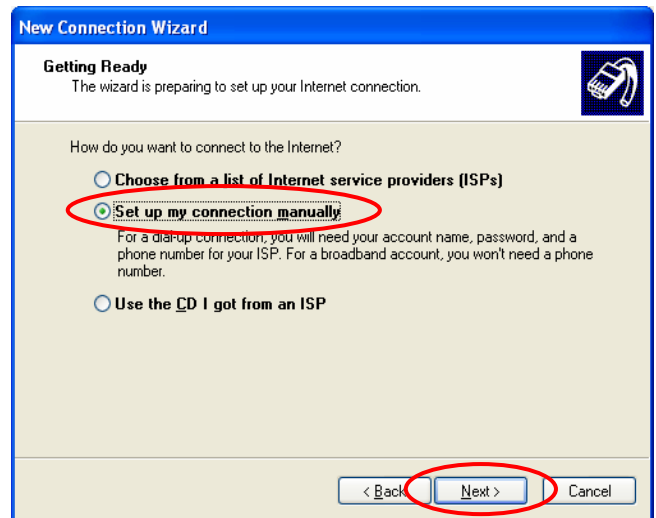 New Connection Wizard
Getting Ready
The wizard is preparing to set up your Internet connection.
How do you want to connect to the Internet?
Choose from a list of Internet service providers (ISPs)
Set up my connection manually
For a dial-up connection, you will need your account name, password, and a
phone number for your ISP. For a broadband account, you won't need a phone
number.
Use the CD I got from an ISP
< Back Next > Cancel